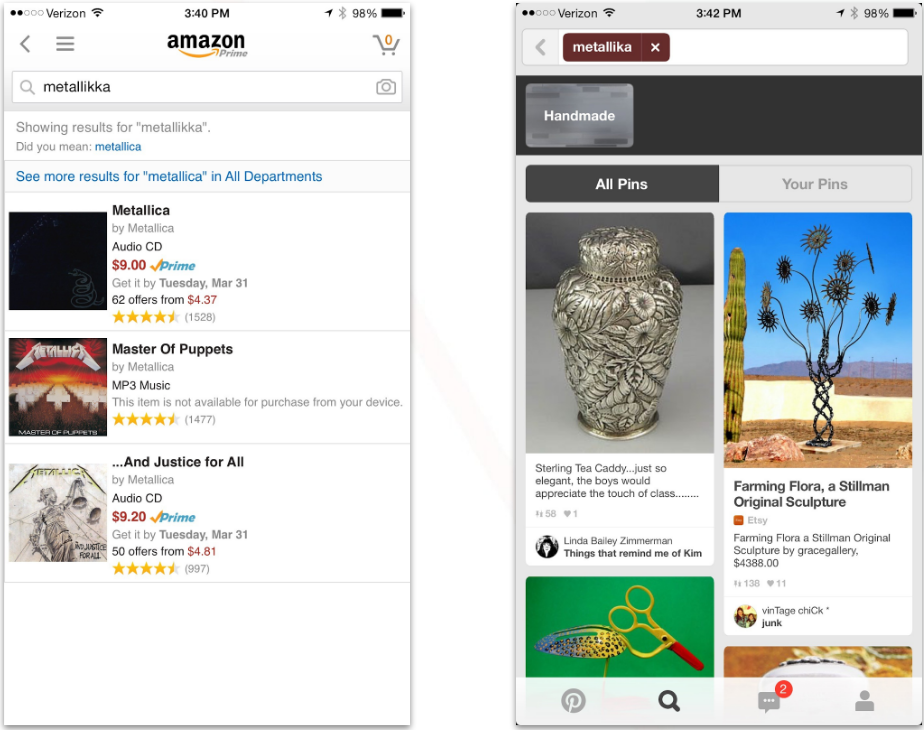 Verizon 3:40 PM 98%
amazon
Prime
0
metallikka
Showing results for "metallikka".
Did you mean: metallica
See more results for "metallica" in All Departments
Metallica
by Metallica
Audio CD
$9.00 Prime
Get it by Tuesday, Mar 31
62 offers from $4.37
(1528)
METALLICA
MASTER OF PUPPETS
Master Of Puppets
by Metallica
MP3 Music
This item is not available for purchase from your device.
(1477)
METALLICA
AND JUSTICE
FOR ALL
...And Justice for All
by Metallica
Audio CD
$9.20 Prime
Get it by Tuesday, Mar 31
50 offers from $4.81
(997)
Verizon 3:42 PM 98%
metallika x
Handmade
All Pins Your Pins
Sterling Tea Caddy...just so
elegant, the boys would
appreciate the touch of class........
58 1
Linda Bailey Zimmerman
Things that remind me of Kim
Farming Flora, a Stillman
Original Sculpture
Etsy
Farming Flora a Stillman Original
Sculpture by gracegallery,
$4388.00
138 11
vinTage chiCk *
junk
2